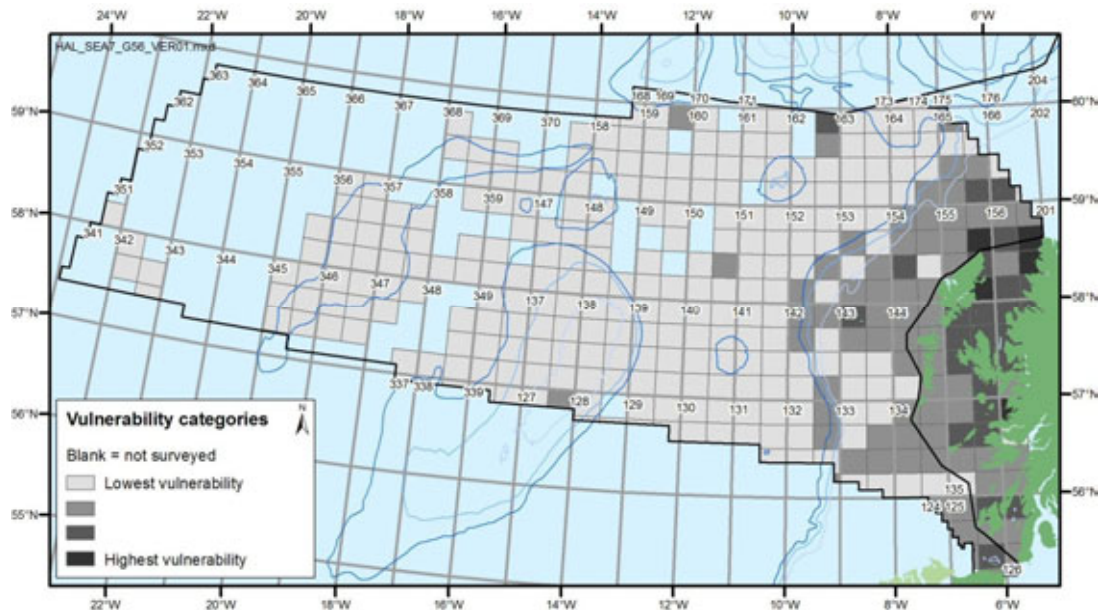 24°W 22°W 20°W 18°W 16°W 14°W 12°W 10°W 8°W 6°W
HAL_SEA7_G56_VER01.mxd
363 364 365 366 367 368 369 370 158 168 169 170 171 173 174 175 176 204
362 159 160 161 162 163 164 165 166 202
60°N
59°N
352 353 354 355 356 357 358 359 147 148 149 150 151 152 153 154 155 156 201
59°N
351
58°N
341 342 343 344 345 346 347 348 349 137 138 139 140 141 142 143 144
58°N
57°N
337 338 339 127 128 129 130 131 132 133 134
57°N
56°N
135
124 125
56°N
55°N
126
Vulnerability categories
N
Blank = not surveyed
Lowest vulnerability
Highest vulnerability
22°W 20°W 18°W 16°W 14°W 12°W 10°W 8°W 6°W